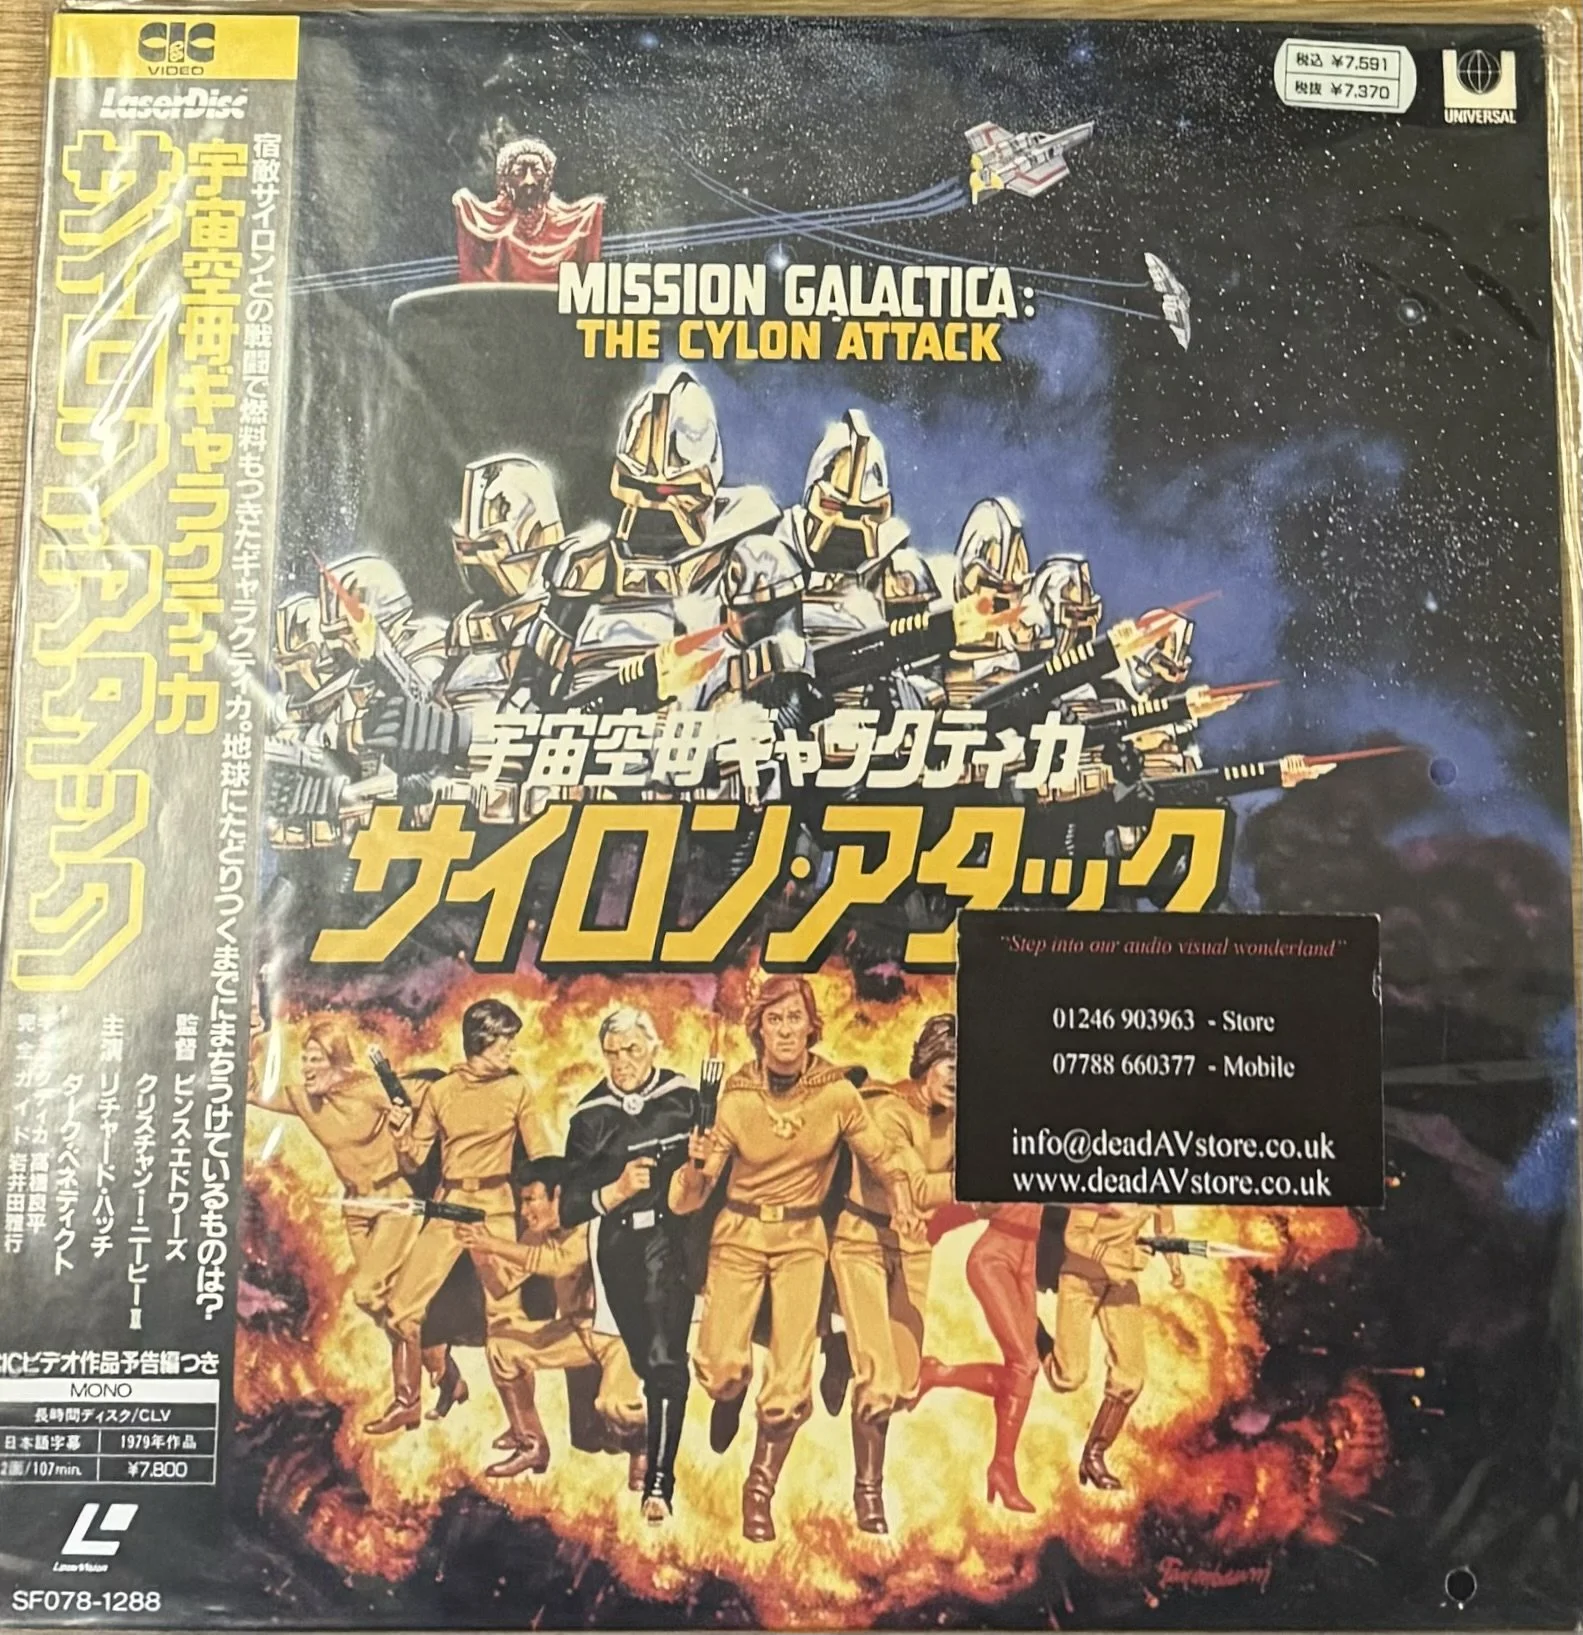 CIC
VIDEO
LaserDisc
宿敵サイロンとの戦闘で燃料もつきたギャラクティカ。地球にたどりつくまでにまちうけているものは?
宇宙空母ギャラクティカ
サイロン・アタック
監督 ビンス・エドワーズ
主演 リチャード・ハッチ
クリスチャン・I・ニービーII
ダーク・ベネディクト
ギャラクティカ 高橋良平
完全ガイド 岩井田雅行
CICビデオ作品予告編つき
MONO
長時間ディスク/CLV
日本語字幕 1979年作品
2面/107min. ¥7,800
LaserVision
SF078-1288
税込 ¥7,591
税抜 ¥7,370
UNIVERSAL
MISSION GALACTICA:
THE CYLON ATTACK
宇宙空母ギャラクティカ
サイロン・アタック
"Step into our audio visual wonderland"
01246 903963 - Store
07788 660377 - Mobile
info@deadAVstore.co.uk
www.deadAVstore.co.uk